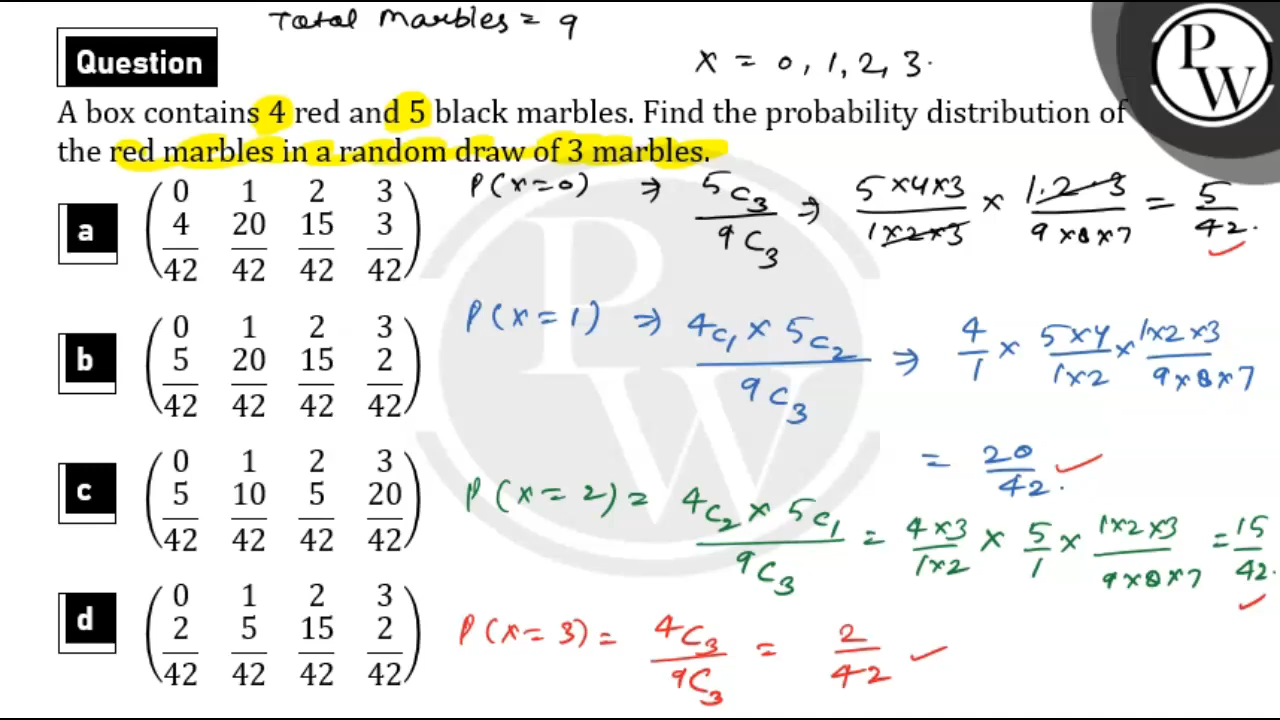 Total Marbles = 9
Question
X = 0, 1, 2, 3.
PW
A box contains 4 red and 5 black marbles. Find the probability distribution of
the red marbles in a random draw of 3 marbles.
a
0 1 2 3
4/42 20/42 15/42 3/42
P(X=0) ⇒ 5C3/9C3 ⇒ 5×4×3/1×2×3 × 1.2.3/9×8×7 = 5/42. ✓
b
0 1 2 3
5/42 20/42 15/42 2/42
P(X=1) ⇒ 4C1 × 5C2/9C3 ⇒ 4/1 × 5×4/1×2 × 1×2×3/9×8×7
= 20/42. ✓
c
0 1 2 3
5/42 10/42 5/42 20/42
P(X=2) = 4C2 × 5C1/9C3 = 4×3/1×2 × 5/1 × 1×2×3/9×8×7 = 15/42. ✓
d
0 1 2 3
2/42 5/42 15/42 2/42
P(X=3) = 4C3/9C3 = 2/42 ✓
PW